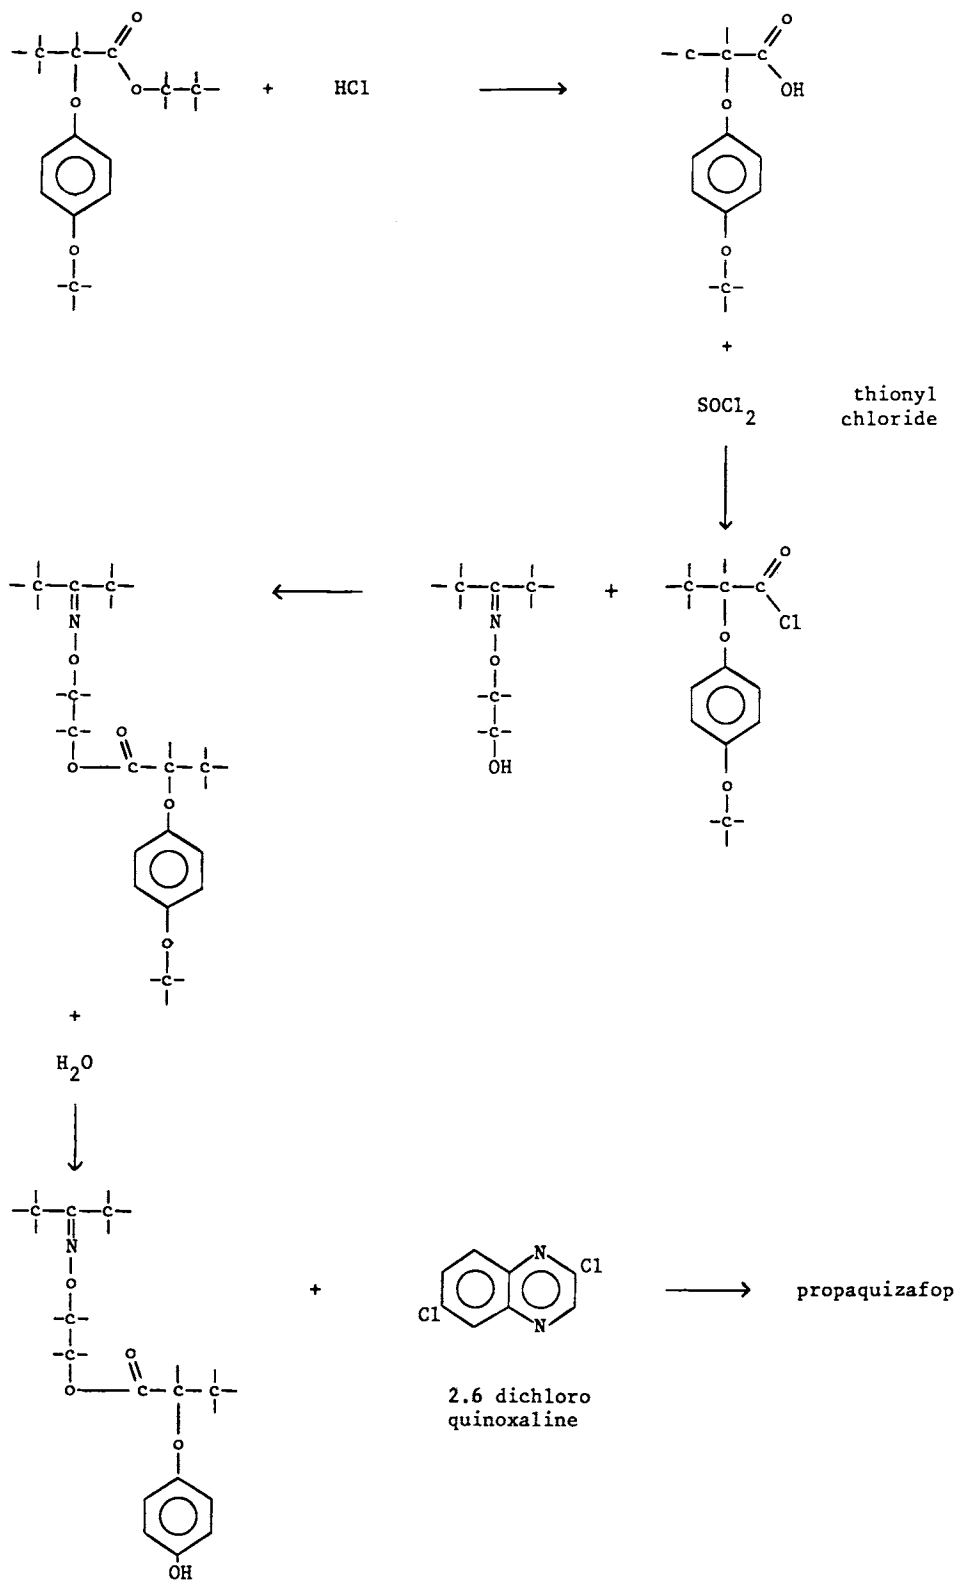 O
C C C
O C C
O
O
C
+
HCl
O
C C C
OH
O
O
C
+
SOCl2
thionyl
chloride
O
C C C
Cl
O
O
C
+
C C C
N
O
C
C
OH
C C C
N
O
C
C
O
O C C C
O
O
C
+
H2O
C C C
N
O
C
C
O
O C C C
O
OH
+
N
Cl
Cl
N
2.6 dichloro
quinoxaline
propaquizafop